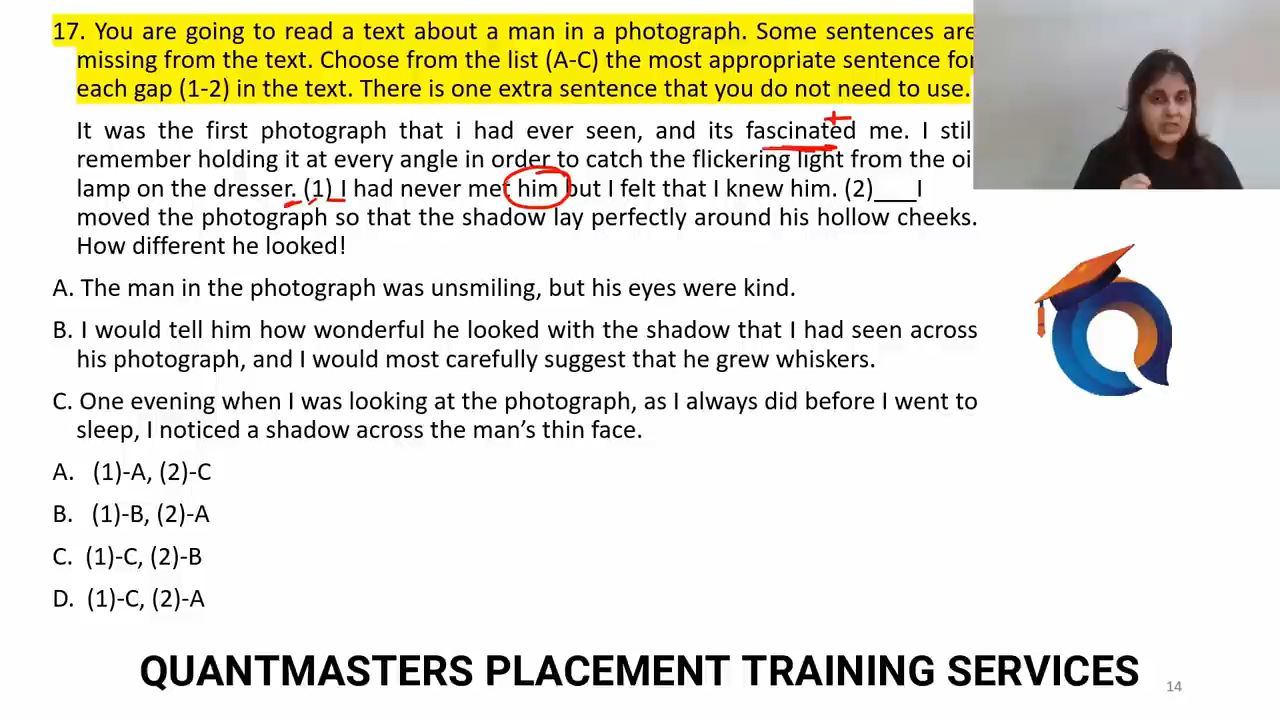 17. You are going to read a text about a man in a photograph. Some sentences are
missing from the text. Choose from the list (A-C) the most appropriate sentence for
each gap (1-2) in the text. There is one extra sentence that you do not need to use.
It was the first photograph that i had ever seen, and its fascinated me. I stil
remember holding it at every angle in order to catch the flickering light from the oi
lamp on the dresser. (1) I had never met him but I felt that I knew him. (2)___I
moved the photograph so that the shadow lay perfectly around his hollow cheeks.
How different he looked!
A. The man in the photograph was unsmiling, but his eyes were kind.
B. I would tell him how wonderful he looked with the shadow that I had seen across
his photograph, and I would most carefully suggest that he grew whiskers.
C. One evening when I was looking at the photograph, as I always did before I went to
sleep, I noticed a shadow across the man's thin face.
A. (1)-A, (2)-C
B. (1)-B, (2)-A
C. (1)-C, (2)-B
D. (1)-C, (2)-A
QUANTMASTERS PLACEMENT TRAINING SERVICES
14